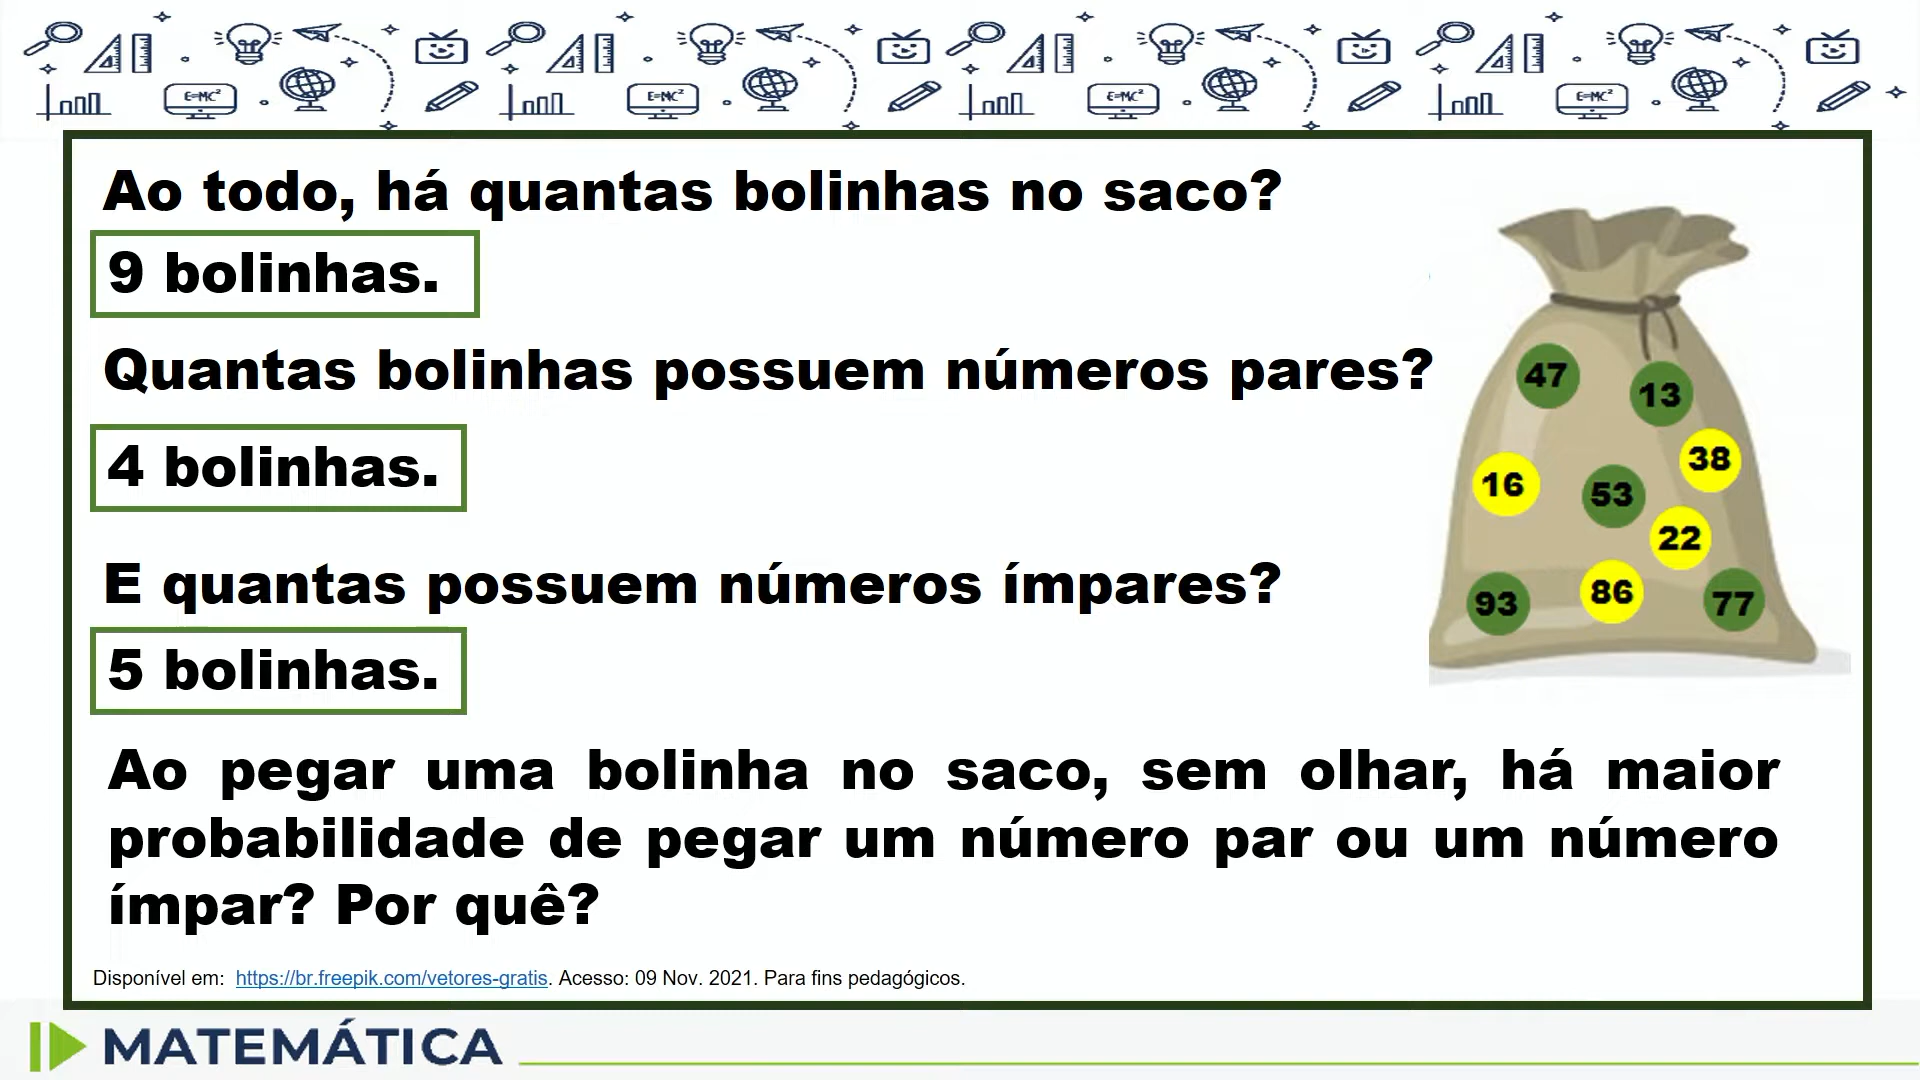 E=MC²
E=MC²
E=MC²
E=MC²
Ao todo, há quantas bolinhas no saco?
9 bolinhas.
Quantas bolinhas possuem números pares?
4 bolinhas.
E quantas possuem números ímpares?
5 bolinhas.
47
13
38
16
53
22
86
93
77
Ao pegar uma bolinha no saco, sem olhar, há maior
probabilidade de pegar um número par ou um número
ímpar? Por quê?
Disponível em: https://br.freepik.com/vetores-gratis. Acesso: 09 Nov. 2021. Para fins pedagógicos.
MATEMÁTICA